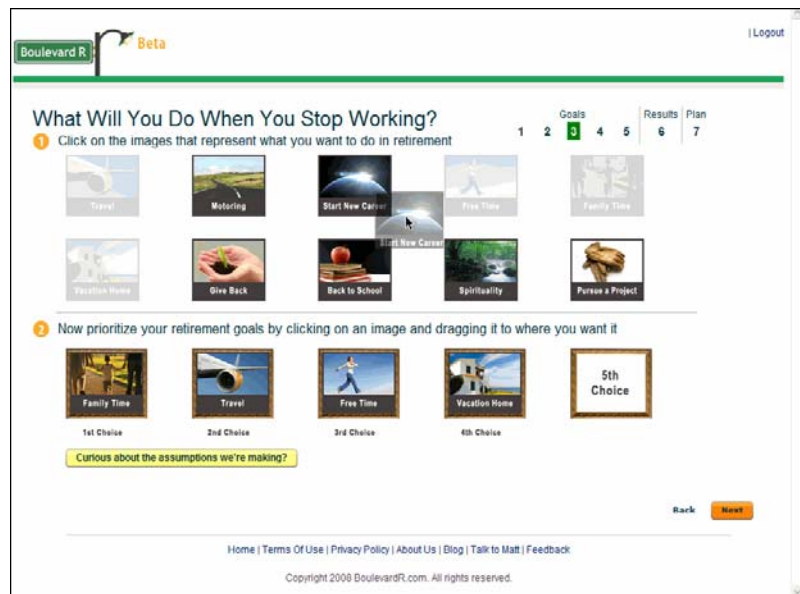 | Logout
Boulevard R
Beta
What Will You Do When You Stop Working?
Goals Results Plan
1 2 3 4 5 6 7
1 Click on the images that represent what you want to do in retirement
Travel Motoring Start New Career Free Time Family Time
Start New Career
Vacation Home Give Back Back to School Spirituality Pursue a Project
2 Now prioritize your retirement goals by clicking on an image and dragging it to where you want it
Family Time Travel Free Time Vacation Home 5th Choice
1st Choice 2nd Choice 3rd Choice 4th Choice
Curious about the assumptions we're making?
Back Next
Home | Terms Of Use | Privacy Policy | About Us | Blog | Talk to Matt | Feedback
Copyright 2008 BoulevardR.com. All rights reserved.